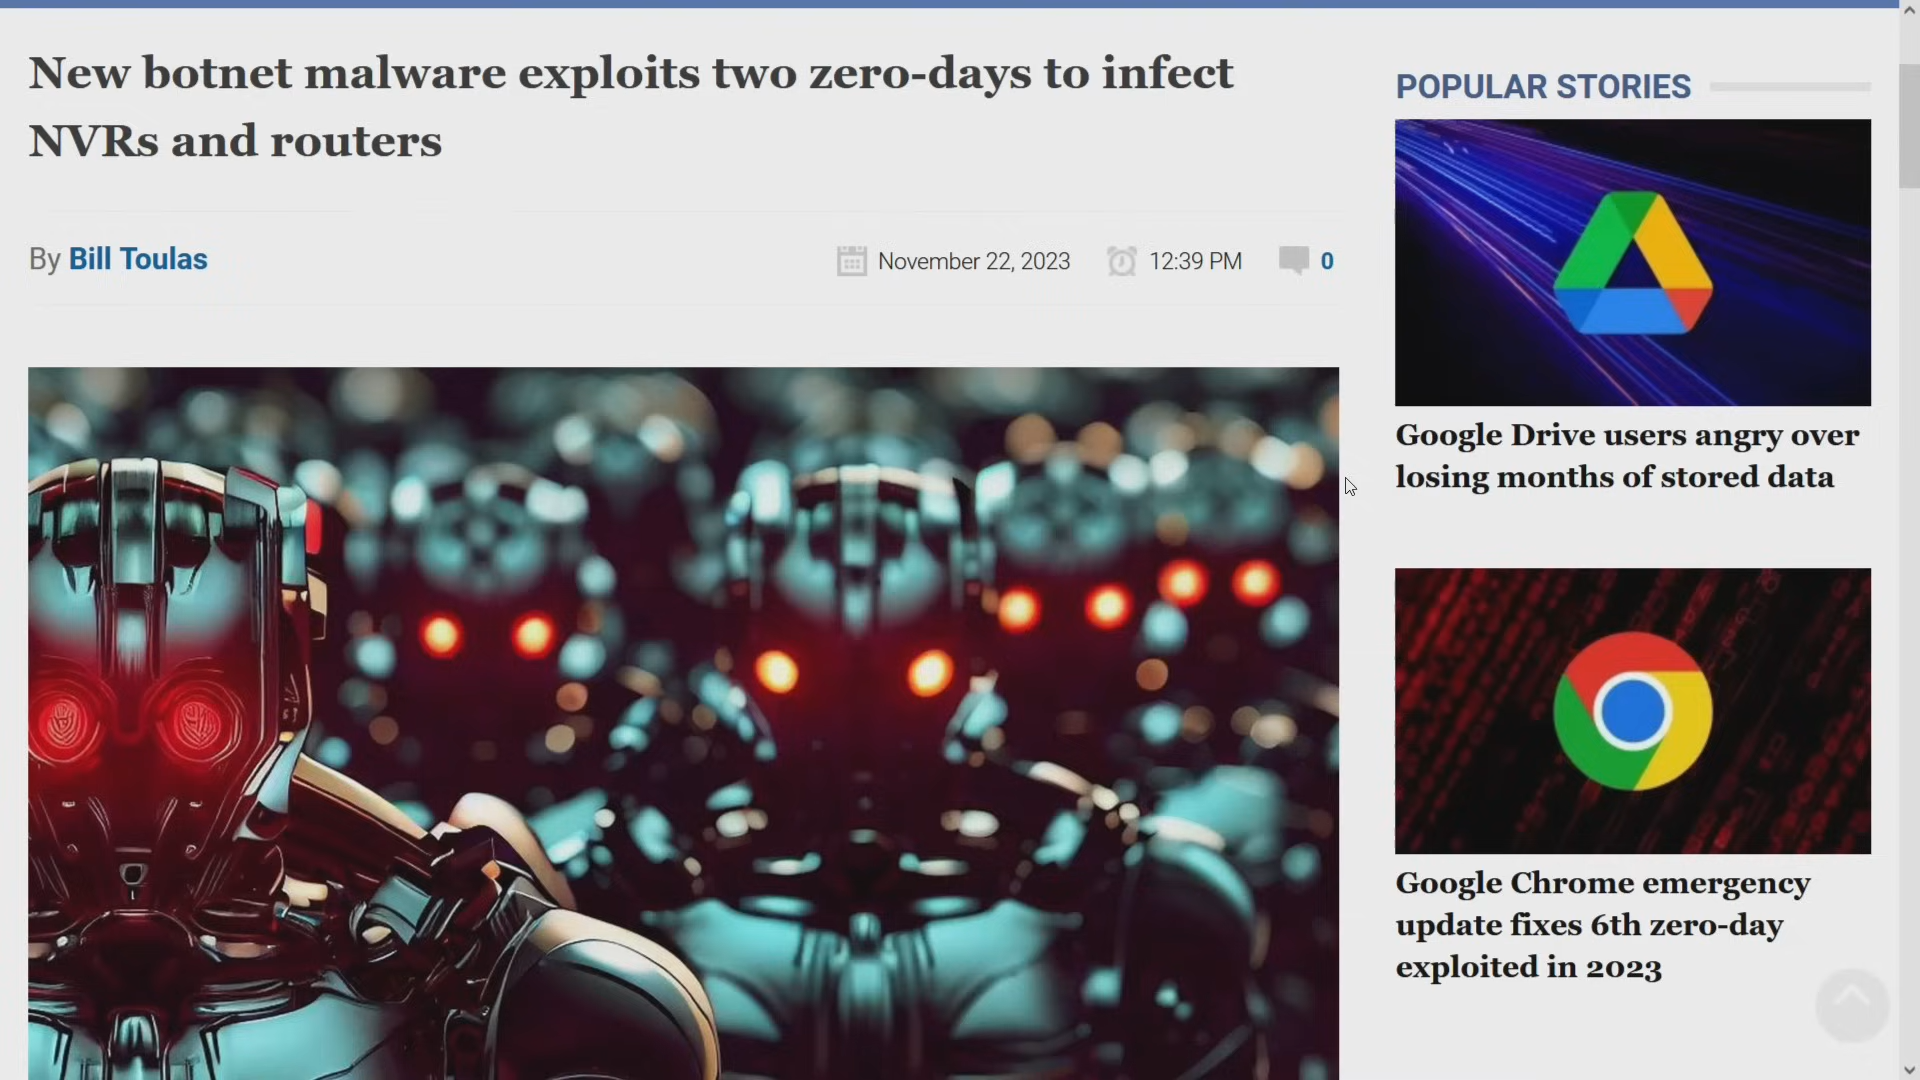 New botnet malware exploits two zero-days to infect
NVRs and routers
By Bill Toulas
November 22, 2023 12:39 PM 0
POPULAR STORIES
Google Drive users angry over
losing months of stored data
Google Chrome emergency
update fixes 6th zero-day
exploited in 2023